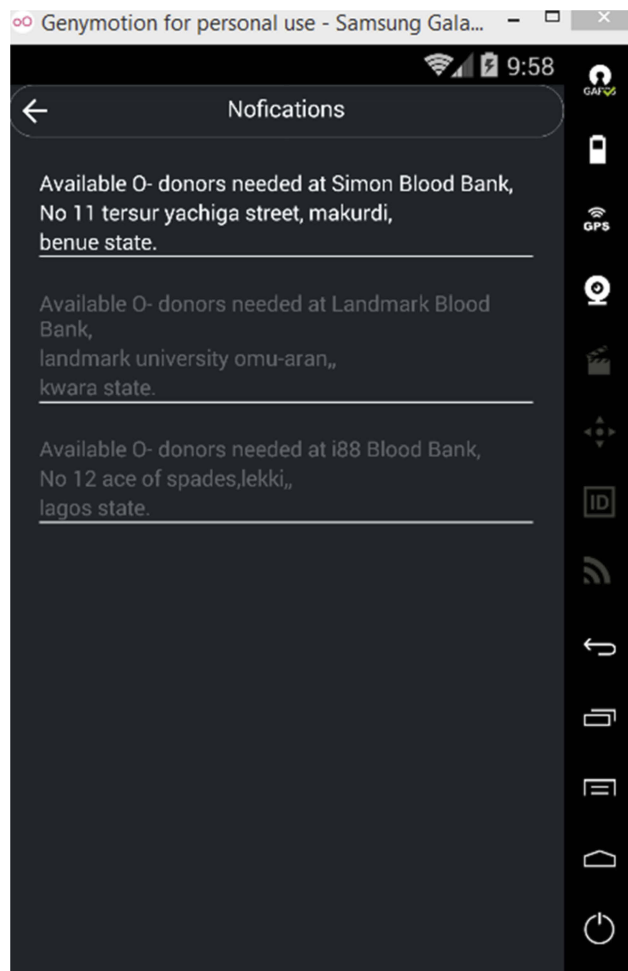 Genymotion for personal use - Samsung Gala...
9:58
GAPPS
Nofications
Available O- donors needed at Simon Blood Bank,
No 11 tersur yachiga street, makurdi,
benue state.
GPS
Available O- donors needed at Landmark Blood
Bank,
landmark university omu-aran,,
kwara state.
Available O- donors needed at i88 Blood Bank,
No 12 ace of spades,lekki,,
lagos state.
ID